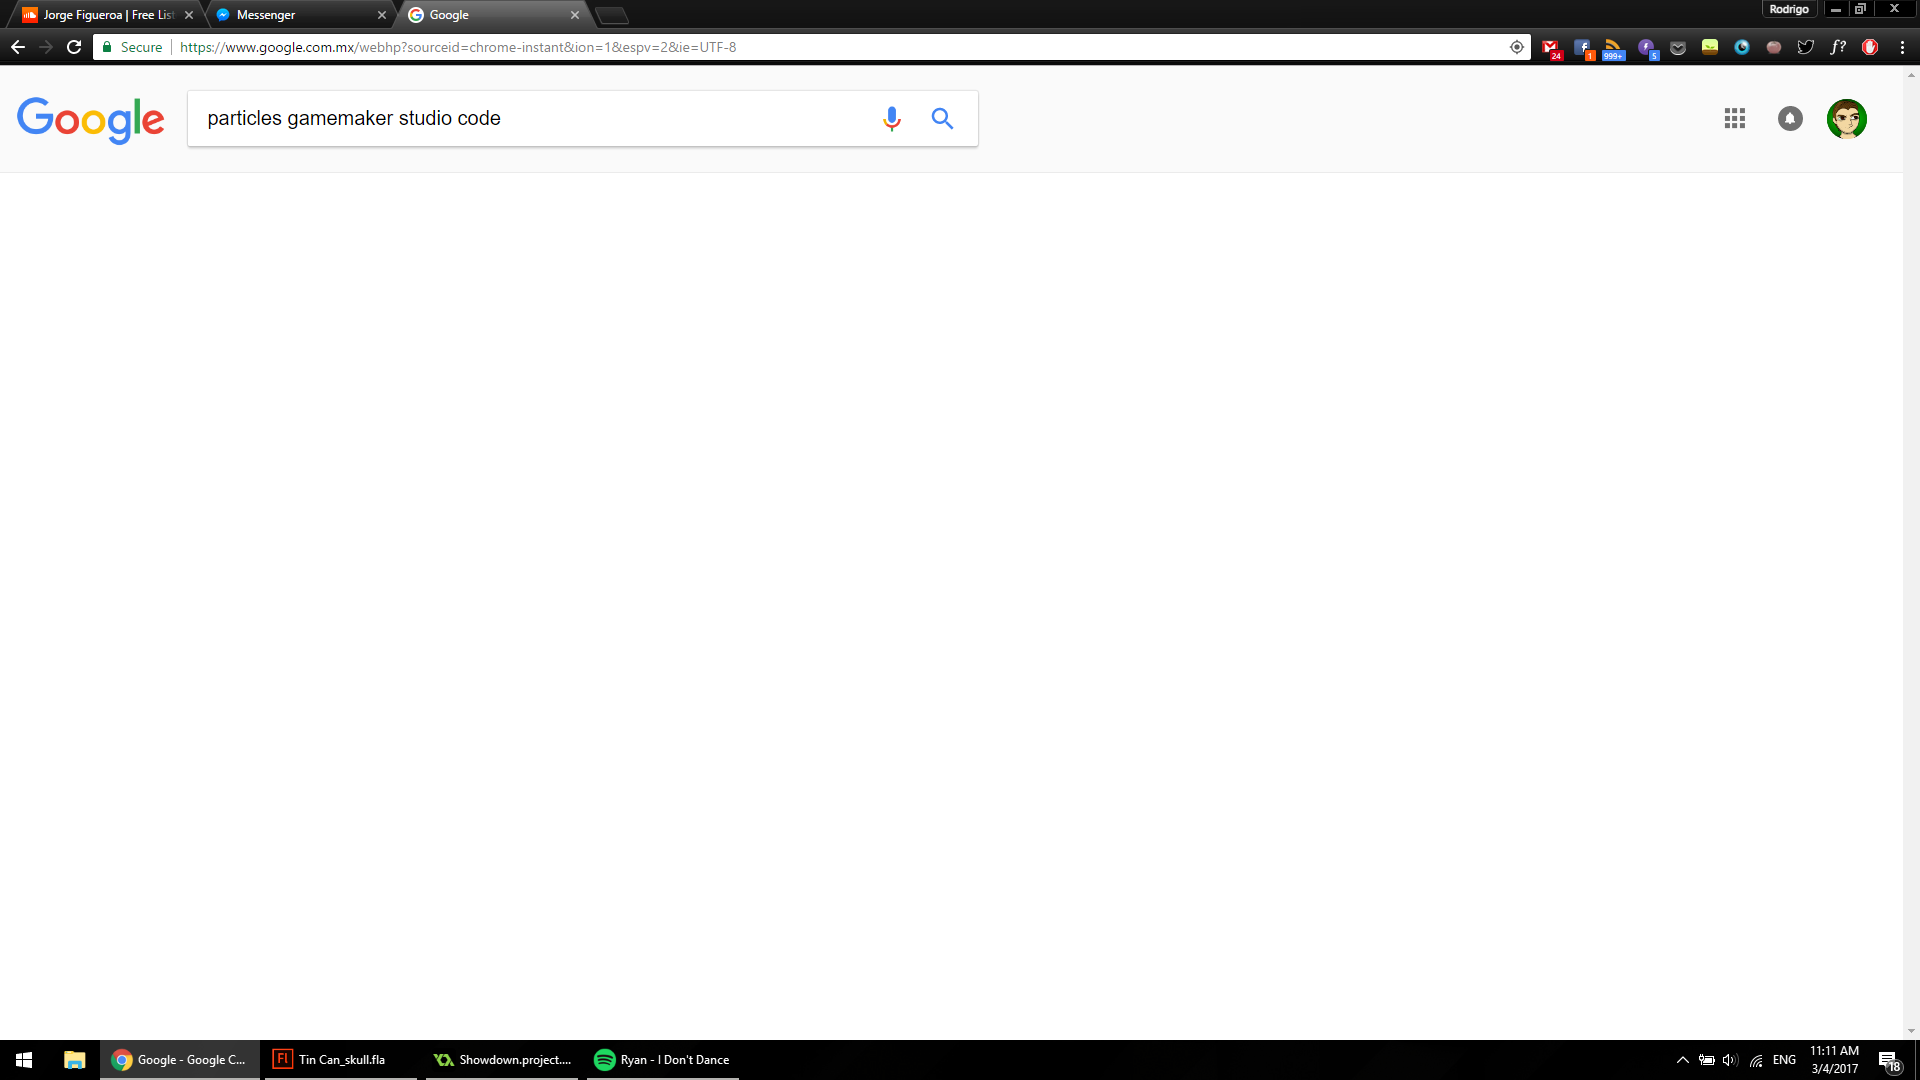 Jorge Figueroa | Free List
Messenger
Google
Rodrigo
Secure
https://www.google.com.mx/webhp?sourceid=chrome-instant&ion=1&espv=2&ie=UTF-8
24
1
999+
5
f?
Google
particles gamemaker studio code
Google - Google C...
Fl
Tin Can_skull.fla
Showdown.project....
Ryan - I Don't Dance
ENG
11:11 AM
3/4/2017
18